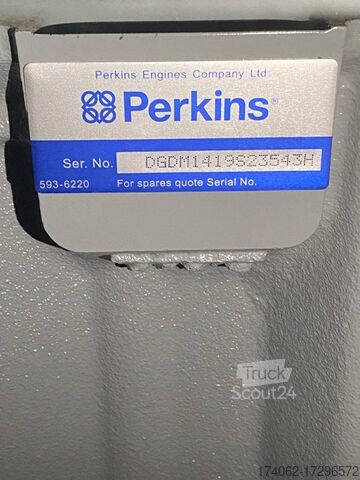 Perkins Engines Company Ltd.
Perkins®
Ser. No. DGDM1419S23543H
593-6220 For spares quote Serial No.
Truck
Scout24
174062-17296572